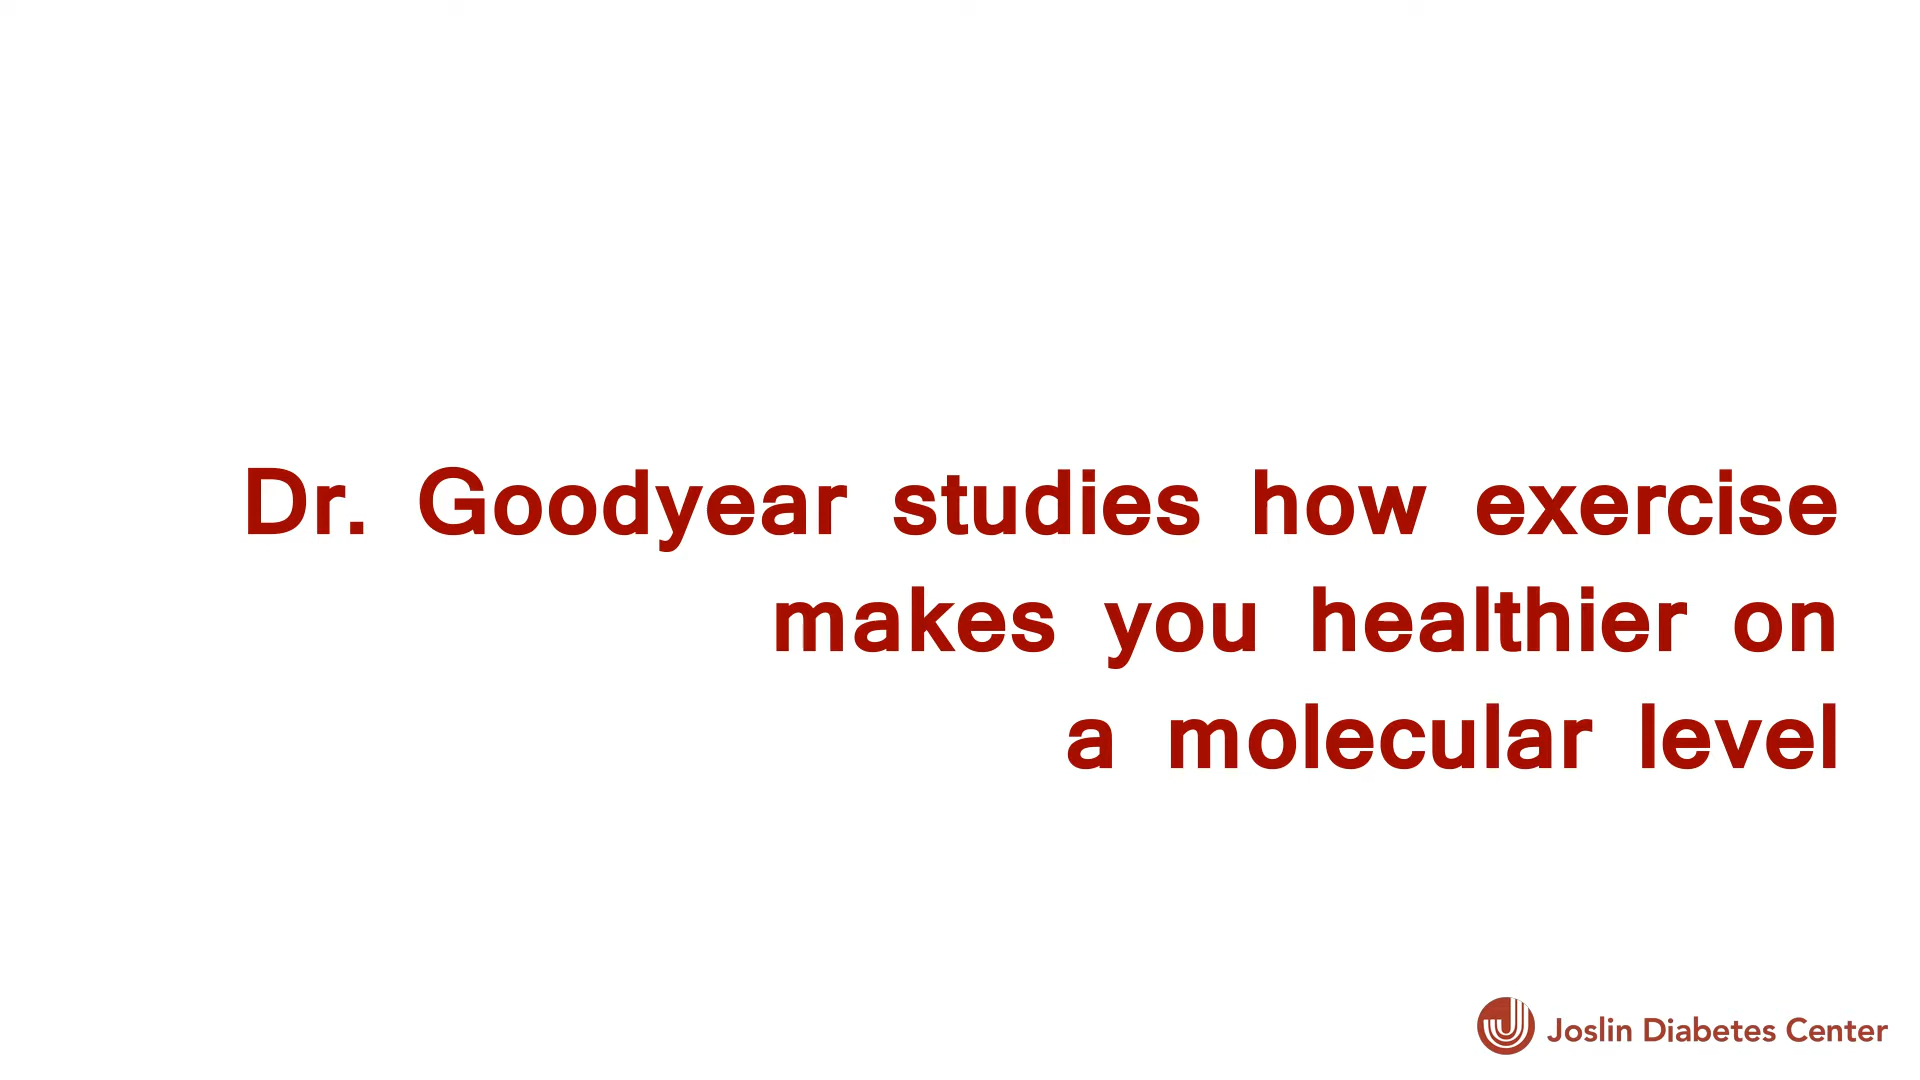 Dr. Goodyear studies how exercise
makes you healthier on
a molecular level
Joslin Diabetes Center